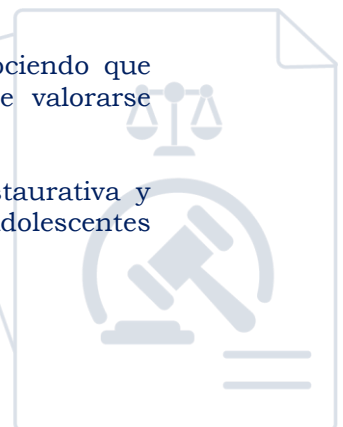 ociendo que
e valorarse
staurativa y
dolescentes